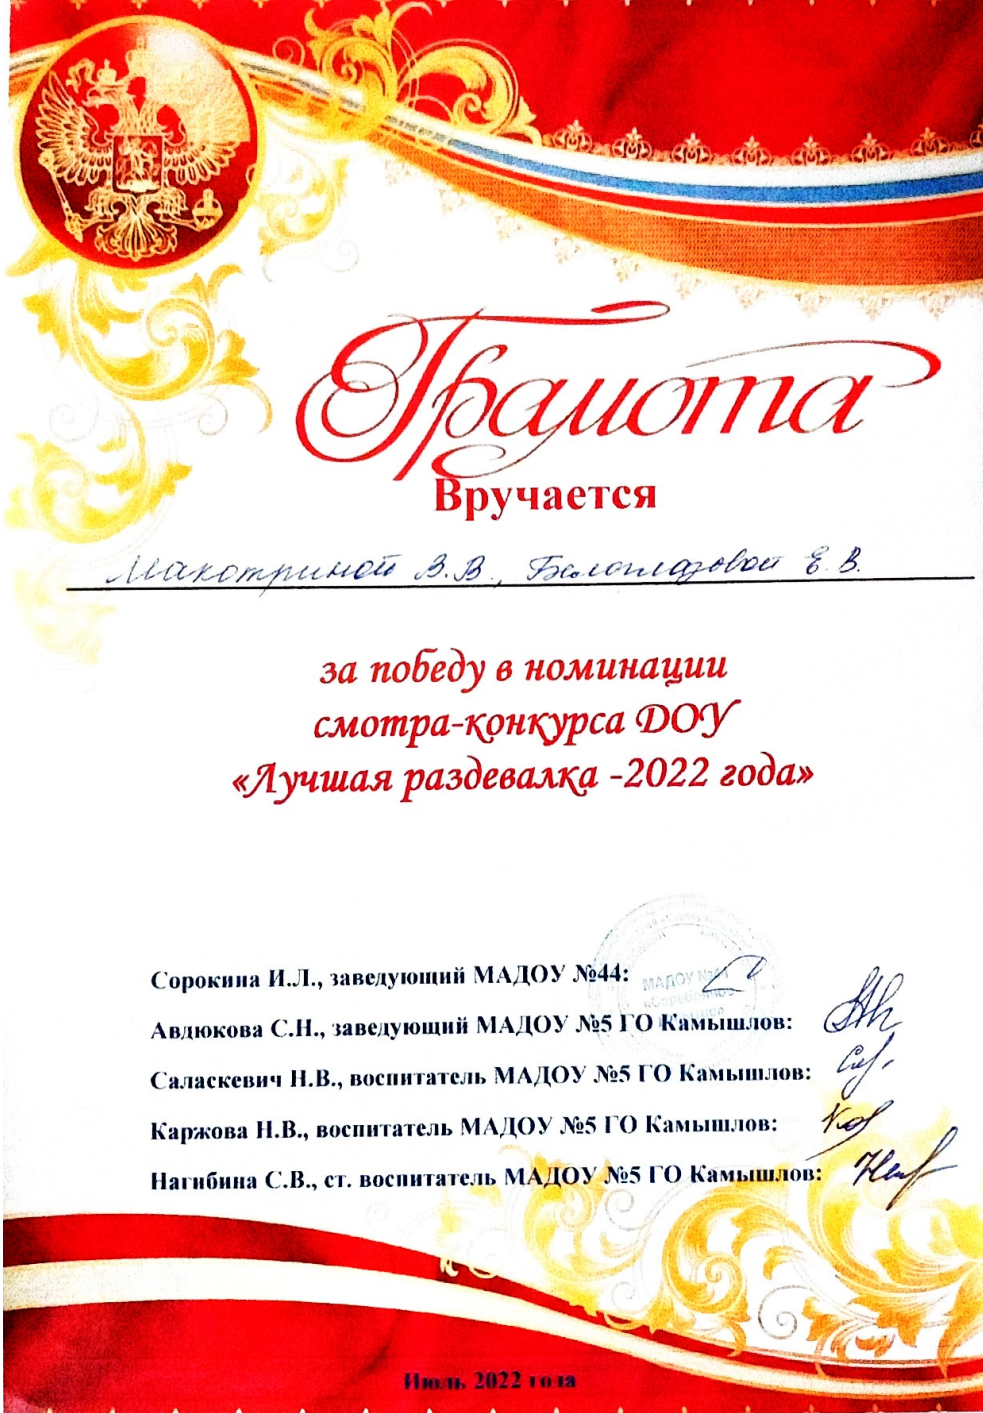 Грамота
Вручается
Макотриной В.В., Белоглазовой Е.В.
за победу в номинации
смотра-конкурса ДОУ
«Лучшая раздевалка -2022 года»
Сорокина И.Л., заведующий МАДОУ №44:
МАДОУ №44
Авдюкова С.Н., заведующий МАДОУ №5 ГО Камышлов:
Саласкевич Н.В., воспитатель МАДОУ №5 ГО Камышлов:
Каржова Н.В., воспитатель МАДОУ №5 ГО Камышлов:
Нагибина С.В., ст. воспитатель МАДОУ №5 ГО Камышлов:
Июль 2022 года